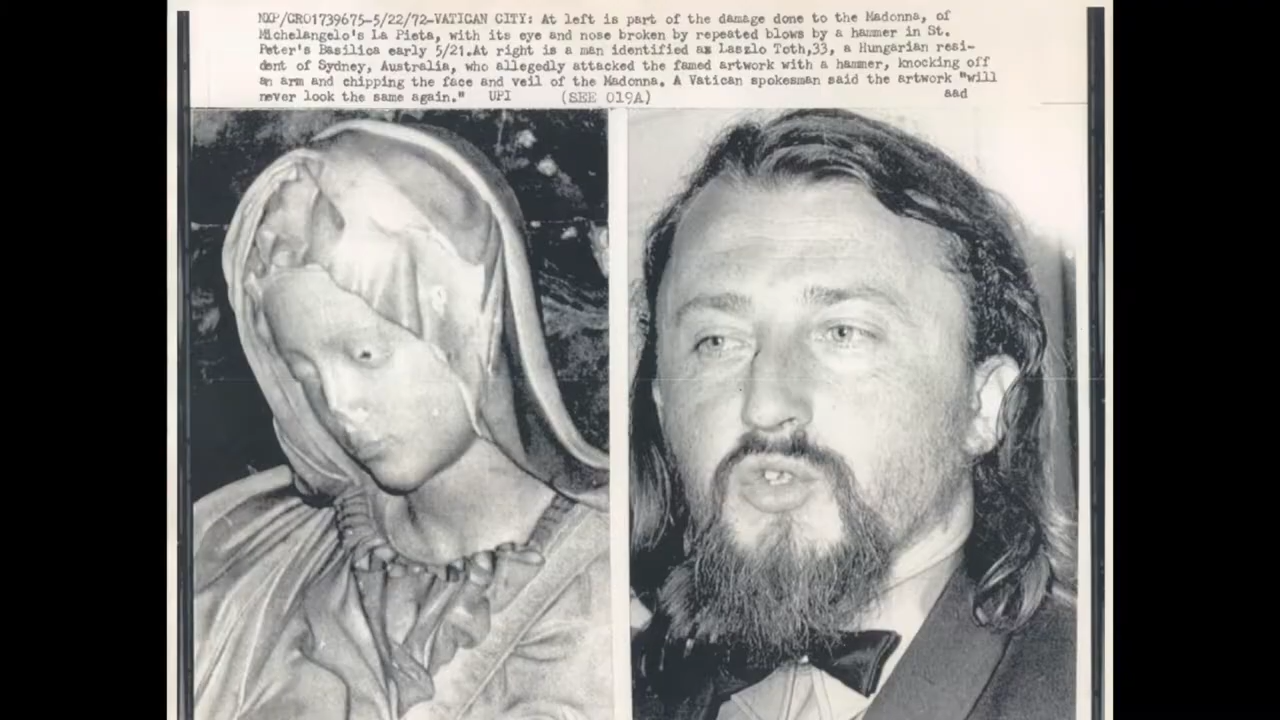 NXP/CRO1739675-5/22/72-VATICAN CITY: At left is part of the damage done to the Madonna, of
Michelangelo's La Pieta, with its eye and nose broken by repeated blows by a hammer in St.
Peter's Basilica early 5/21.At right is a man identified as Laszlo Toth,33, a Hungarian resi-
dent of Sydney, Australia, who allegedly attacked the famed artwork with a hammer, knocking off
an arm and chipping the face and veil of the Madonna. A Vatican spokesman said the artwork "will
never look the same again." UPI (SEE 019A) aad